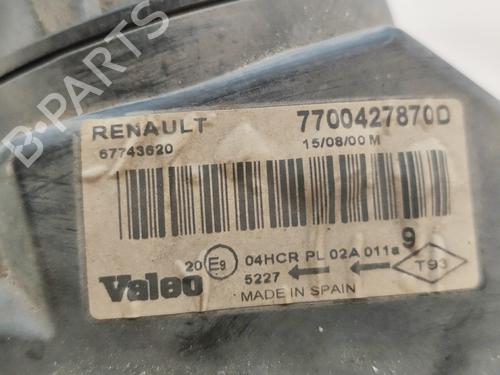 B-PARTS
RENAULT 7700427870D
67743620 15/08/00 M
9
20 E9 04HCR PL 02A 011a
5227 T93
Valeo MADE IN SPAIN